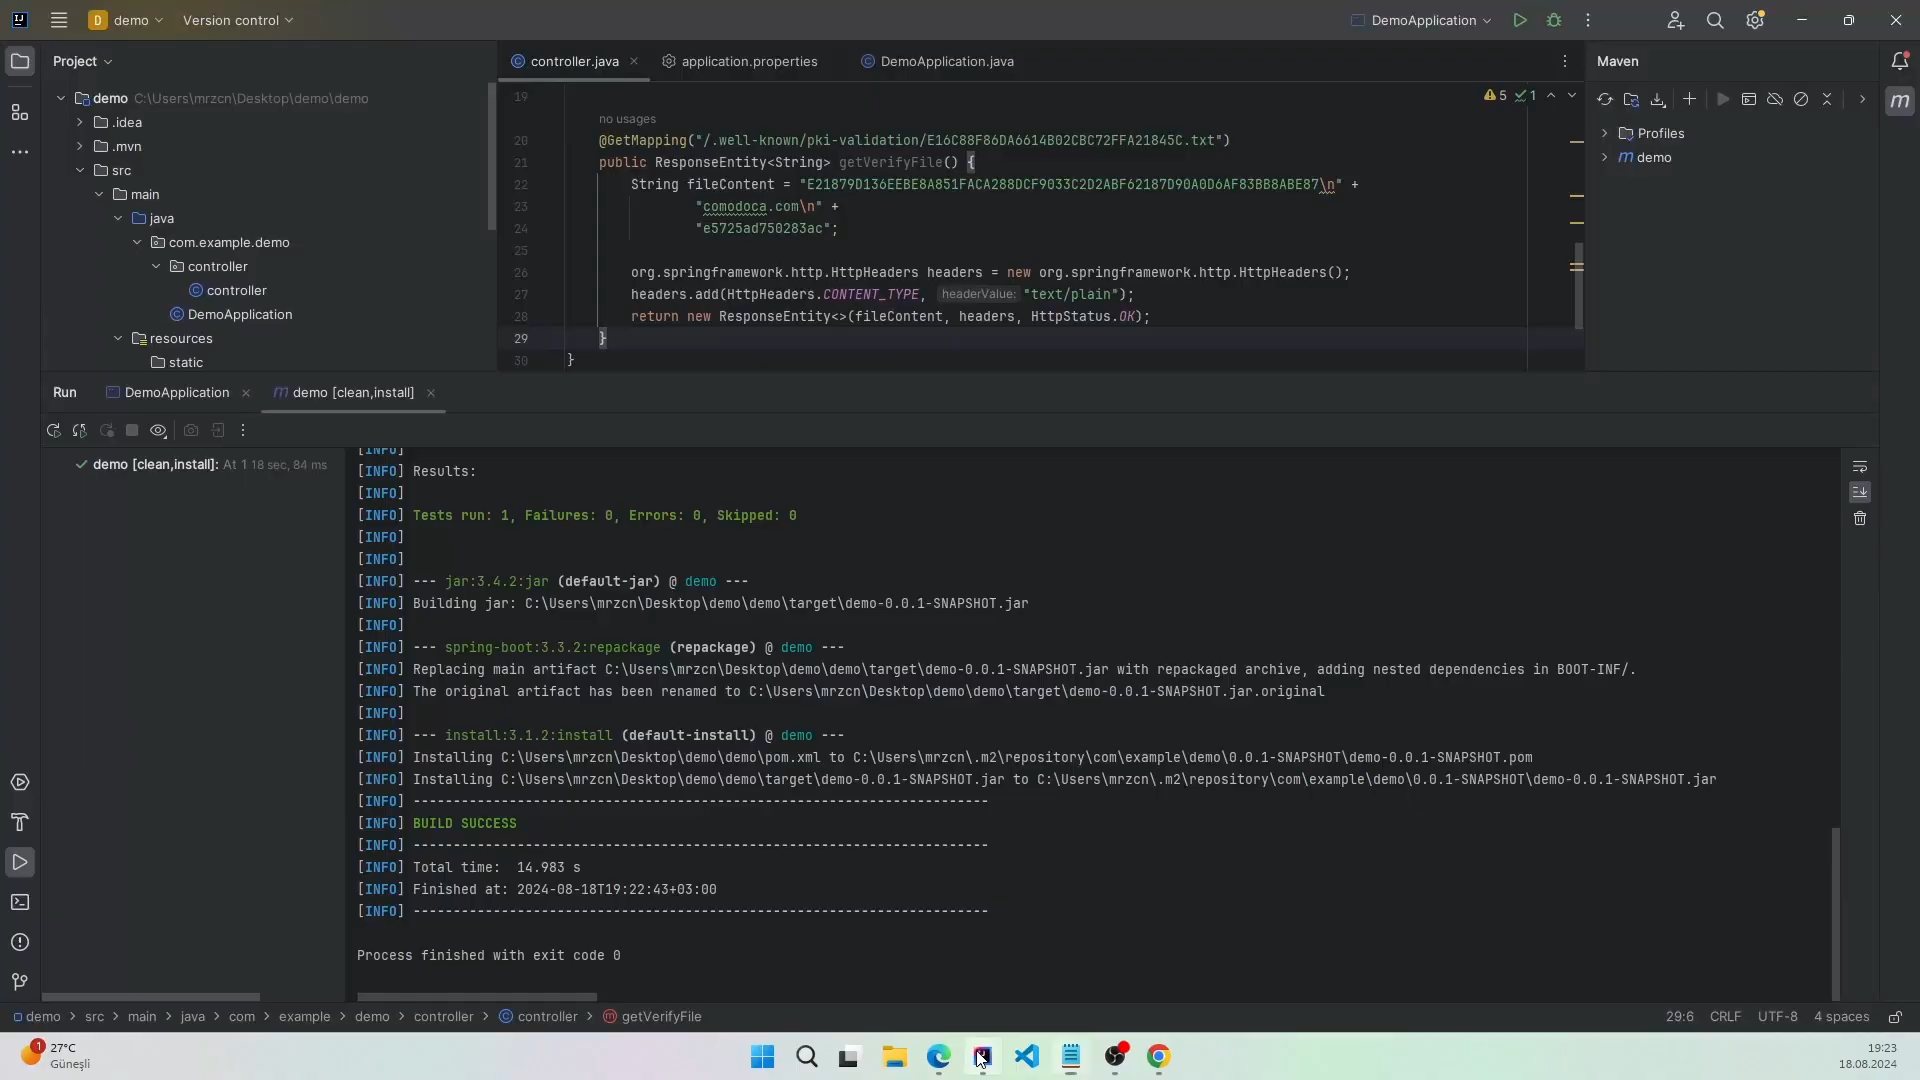 D demo
Version control
DemoApplication
Project
controller.java
application.properties
DemoApplication.java
Maven
demo C:\Users\mrzcn\Desktop\demo\demo
.idea
.mvn
src
main
java
com.example.demo
controller
controller
DemoApplication
resources
static
5 1
19
no usages
20 @GetMapping("/.well-known/pki-validation/E16C88F86DA6614B02CBC72FFA21845C.txt")
21 public ResponseEntity<String> getVerifyFile() {
22 String fileContent = "E21879D136EEBE8A851FACA288DCF9033C2D2ABF62187D90A0D6AF83BB8ABE87\n" +
23 "comodoca.com\n" +
24 "e5725ad750283ac";
25
26 org.springframework.http.HttpHeaders headers = new org.springframework.http.HttpHeaders();
27 headers.add(HttpHeaders.CONTENT_TYPE, headerValue: "text/plain");
28 return new ResponseEntity<>(fileContent, headers, HttpStatus.OK);
29 }
30 }
Profiles
m demo
Run
DemoApplication
demo [clean,install]
demo [clean,install]: At 1 18 sec, 84 ms
[INFO]
[INFO] Results:
[INFO]
[INFO] Tests run: 1, Failures: 0, Errors: 0, Skipped: 0
[INFO]
[INFO]
[INFO] --- jar:3.4.2:jar (default-jar) @ demo ---
[INFO] Building jar: C:\Users\mrzcn\Desktop\demo\demo\target\demo-0.0.1-SNAPSHOT.jar
[INFO]
[INFO] --- spring-boot:3.3.2:repackage (repackage) @ demo ---
[INFO] Replacing main artifact C:\Users\mrzcn\Desktop\demo\demo\target\demo-0.0.1-SNAPSHOT.jar with repackaged archive, adding nested dependencies in BOOT-INF/.
[INFO] The original artifact has been renamed to C:\Users\mrzcn\Desktop\demo\demo\target\demo-0.0.1-SNAPSHOT.jar.original
[INFO]
[INFO] --- install:3.1.2:install (default-install) @ demo ---
[INFO] Installing C:\Users\mrzcn\Desktop\demo\demo\pom.xml to C:\Users\mrzcn\.m2\repository\com\example\demo\0.0.1-SNAPSHOT\demo-0.0.1-SNAPSHOT.pom
[INFO] Installing C:\Users\mrzcn\Desktop\demo\demo\target\demo-0.0.1-SNAPSHOT.jar to C:\Users\mrzcn\.m2\repository\com\example\demo\0.0.1-SNAPSHOT\demo-0.0.1-SNAPSHOT.jar
[INFO] ------------------------------------------------------------------------
[INFO] BUILD SUCCESS
[INFO] ------------------------------------------------------------------------
[INFO] Total time:  14.983 s
[INFO] Finished at: 2024-08-18T19:22:43+03:00
[INFO] ------------------------------------------------------------------------
Process finished with exit code 0
demo > src > main > java > com > example > demo > controller > controller > getVerifyFile
29:6 CRLF UTF-8 4 spaces
1
27°C
Güneşli
19:23
18.08.2024